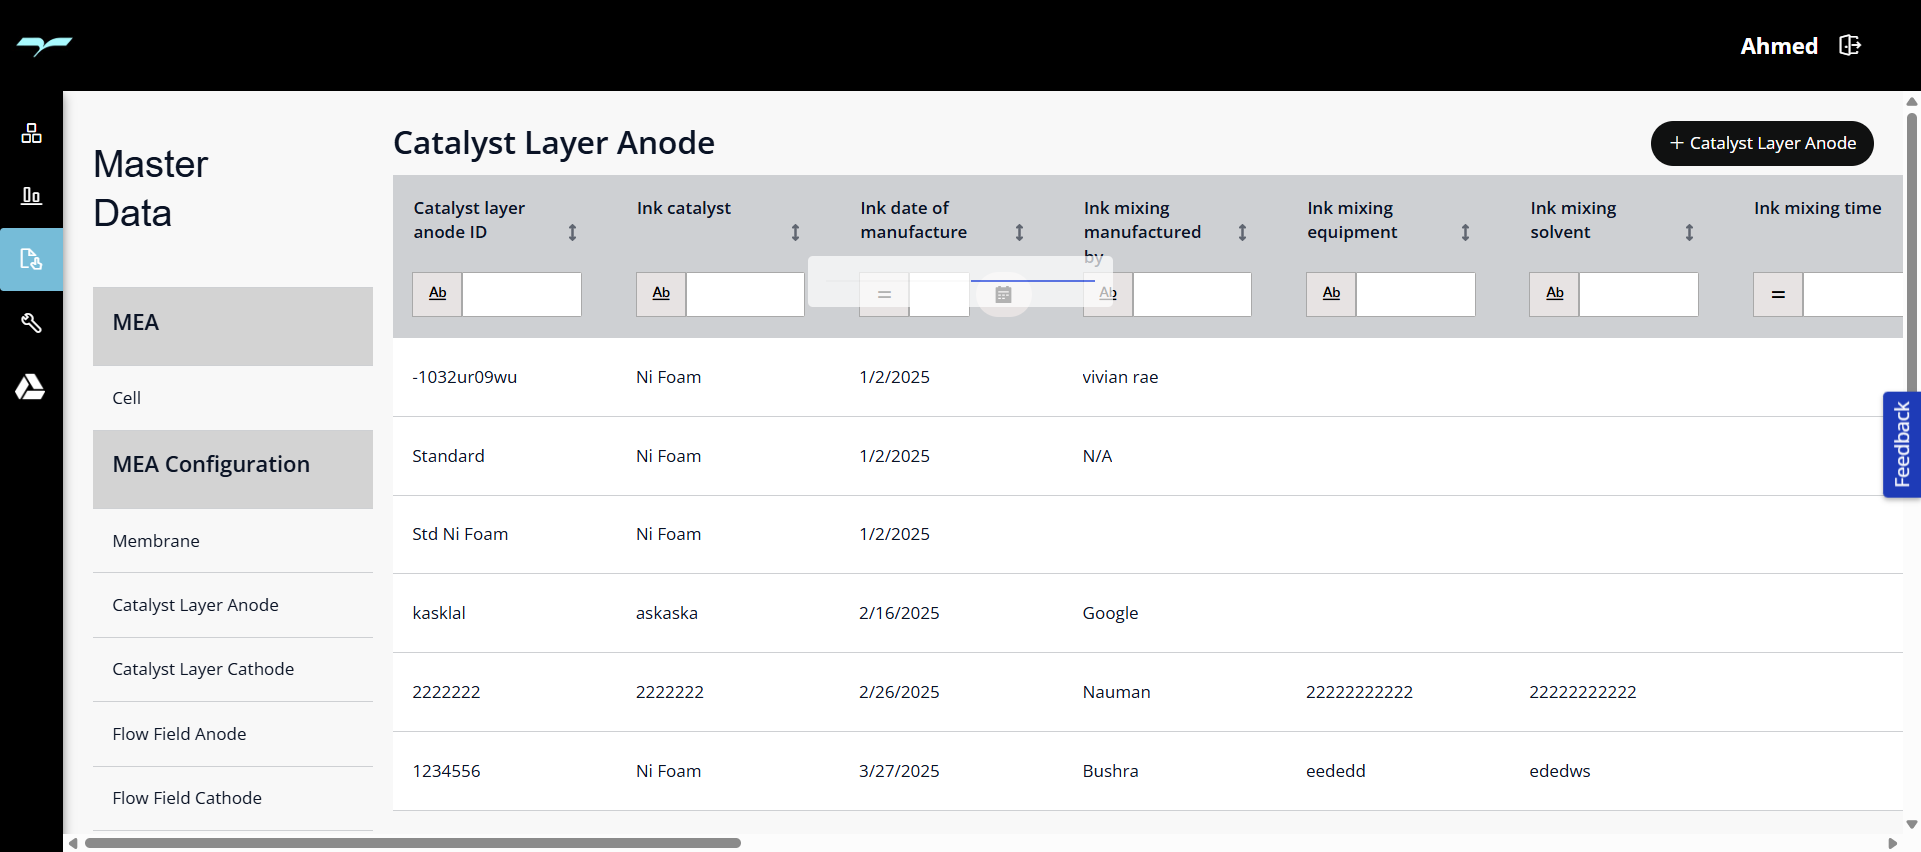 Ahmed
Master
Data
MEA
Cell
MEA Configuration
Membrane
Catalyst Layer Anode
Catalyst Layer Cathode
Flow Field Anode
Flow Field Cathode
Catalyst Layer Anode
+ Catalyst Layer Anode
Catalyst layer
anode ID
Ink catalyst
Ink date of
manufacture
Ink mixing
manufactured
by
Ink mixing
equipment
Ink mixing
solvent
Ink mixing time
Ab
Ab
=
Ab
Ab
Ab
=
-1032ur09wu Ni Foam 1/2/2025 vivian rae
Standard Ni Foam 1/2/2025 N/A
Std Ni Foam Ni Foam 1/2/2025
kasklal askaska 2/16/2025 Google
2222222 2222222 2/26/2025 Nauman 22222222222 22222222222
1234556 Ni Foam 3/27/2025 Bushra eededd ededws
Feedback